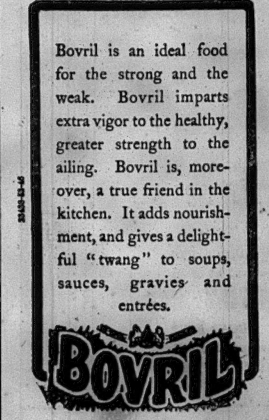 Bovril is an ideal food
for the strong and the
weak. Bovril imparts
extra vigor to the healthy,
greater strength to the
ailing. Bovril is, more-
over, a true friend in the
kitchen. It adds nourish-
ment, and gives a delight-
ful "twang" to soups,
sauces, gravies and
entrées.
BOVRIL